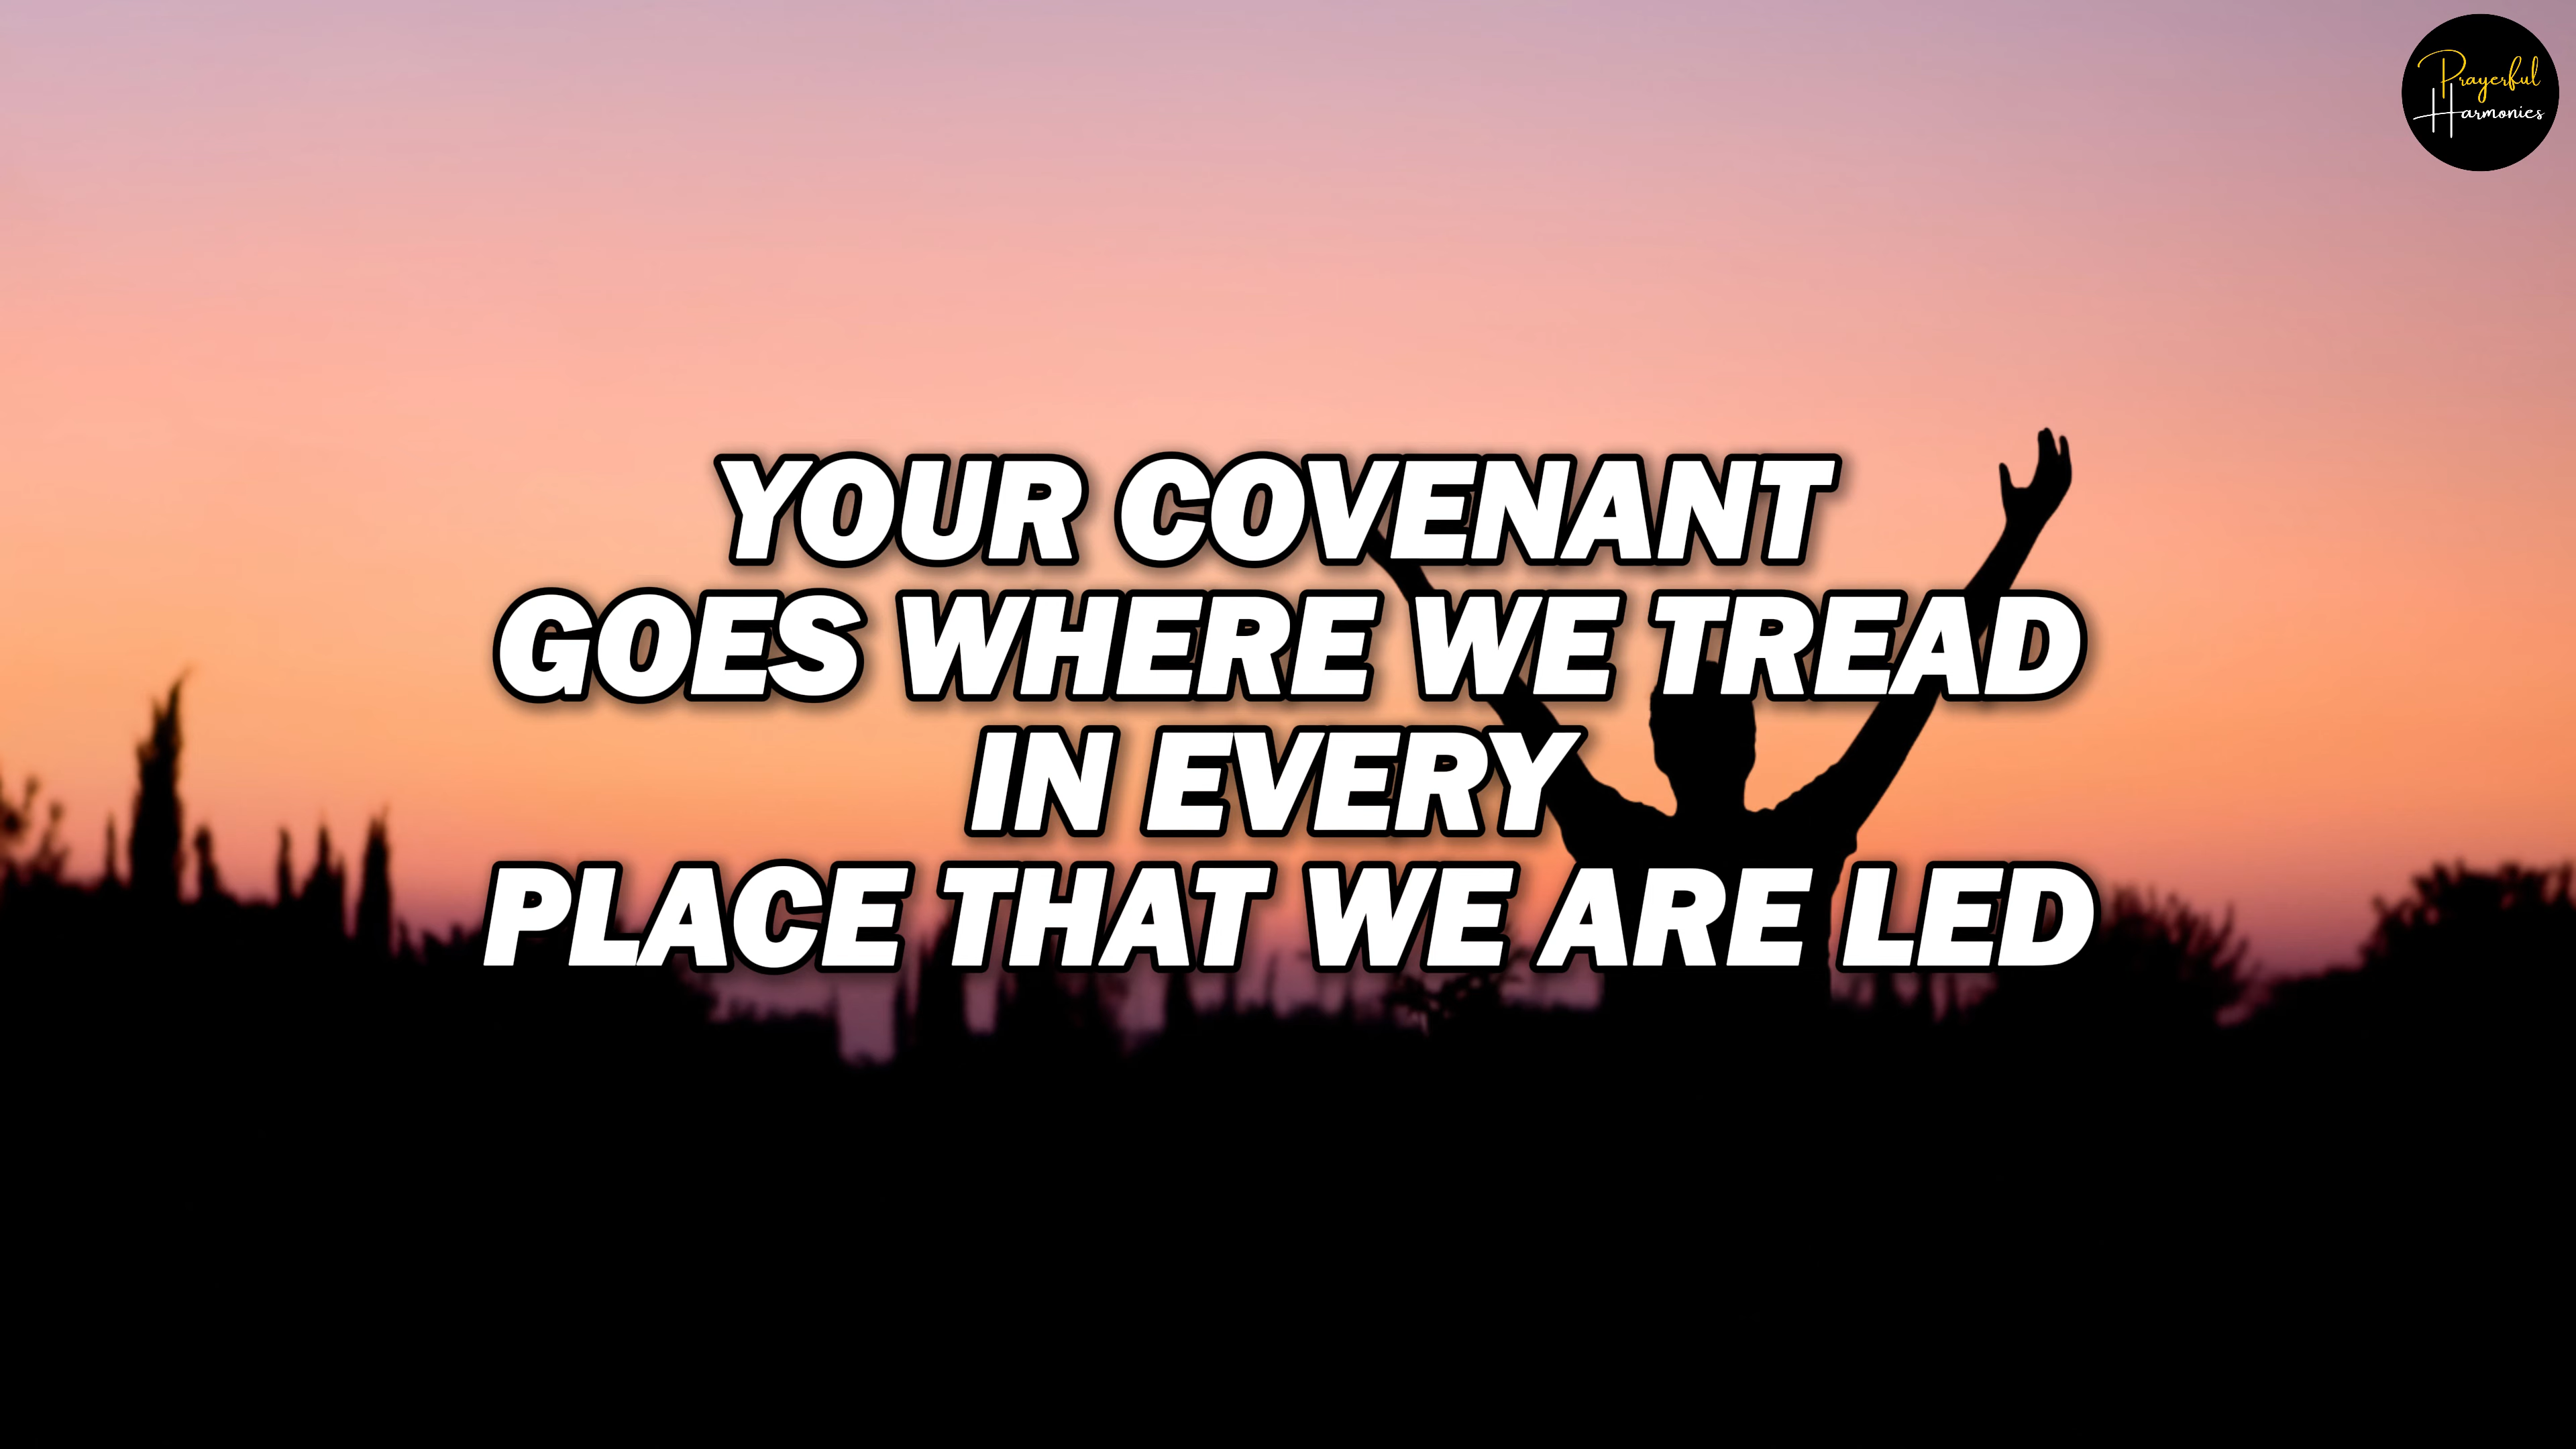 Prayerful
Harmonies
YOUR COVENANT
GOES WHERE WE TREAD
IN EVERY
PLACE THAT WE ARE LED